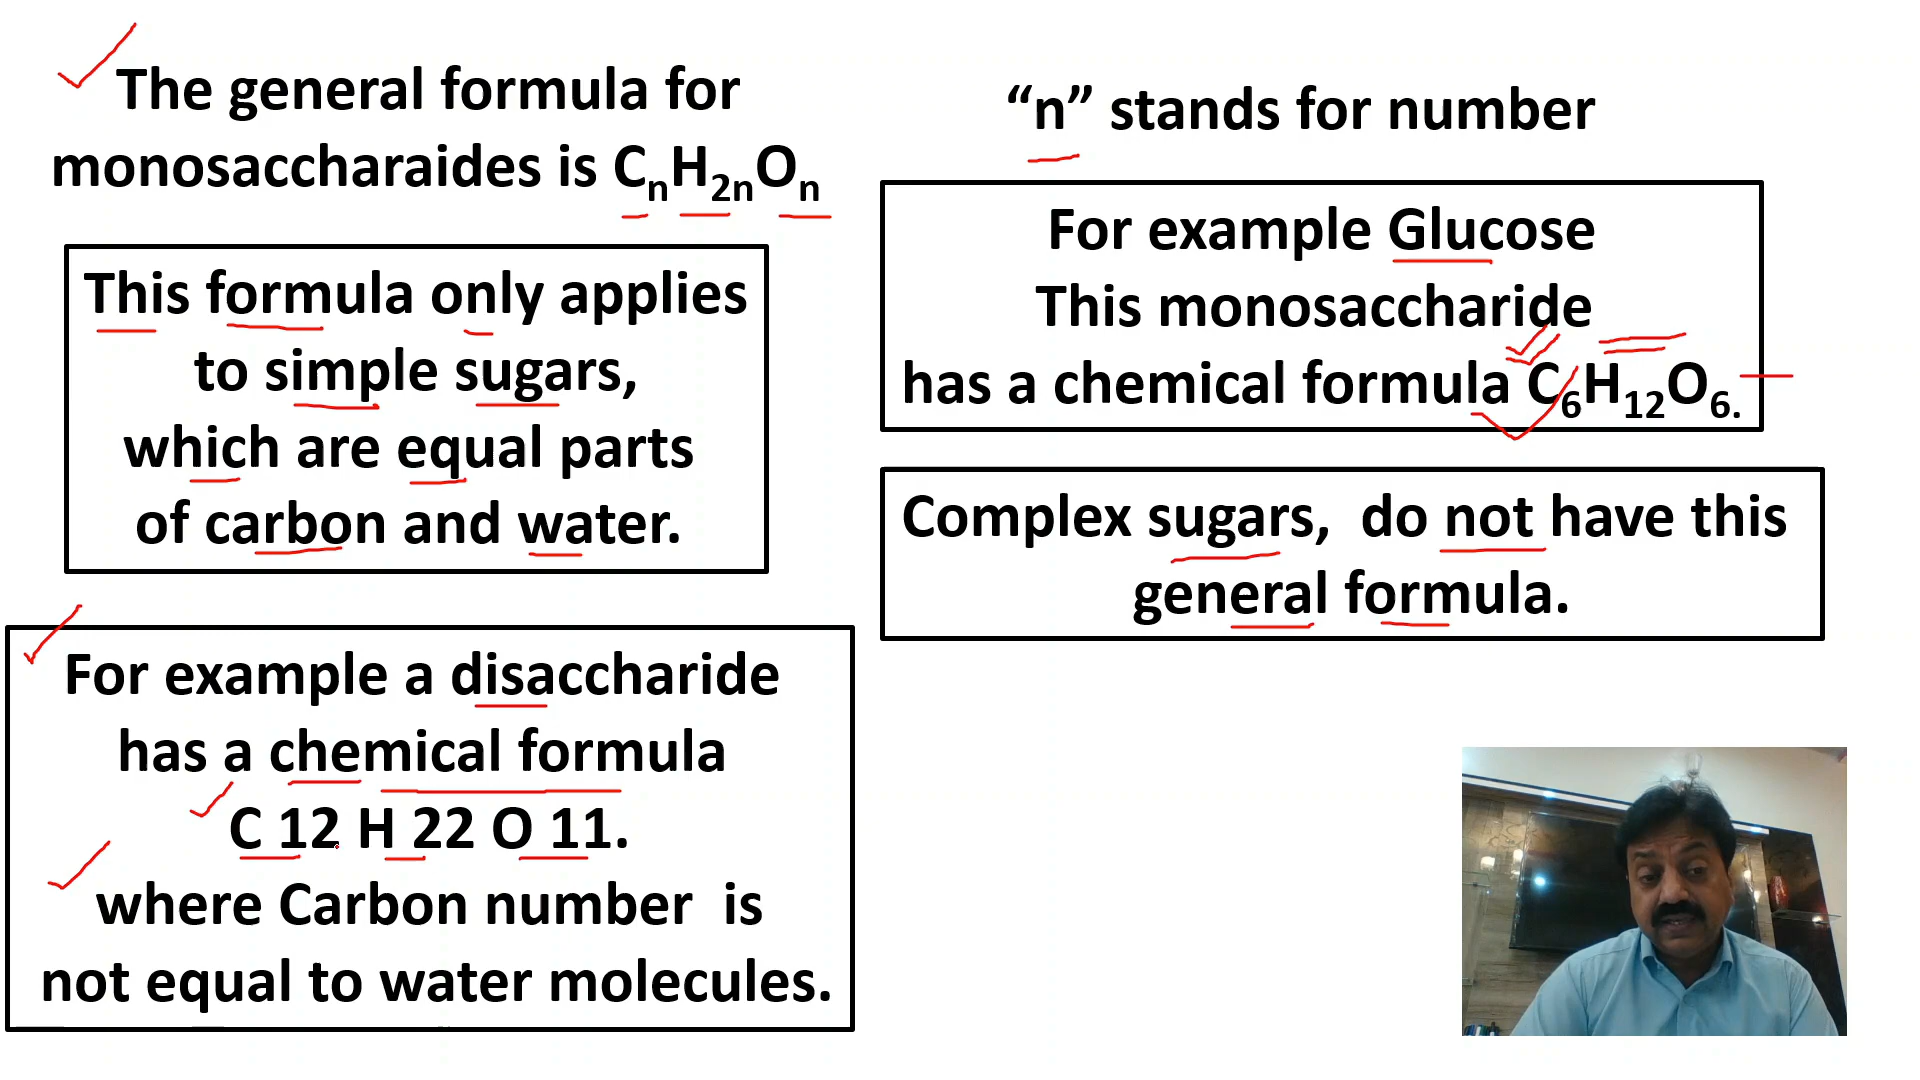 The general formula for
monosaccharaides is CₙH₂ₙOₙ
This formula only applies
to simple sugars,
which are equal parts
of carbon and water.
For example a disaccharide
has a chemical formula
C 12 H 22 O 11.
where Carbon number is
not equal to water molecules.
“n” stands for number
For example Glucose
This monosaccharide
has a chemical formula C₆H₁₂O₆.
Complex sugars, do not have this
general formula.